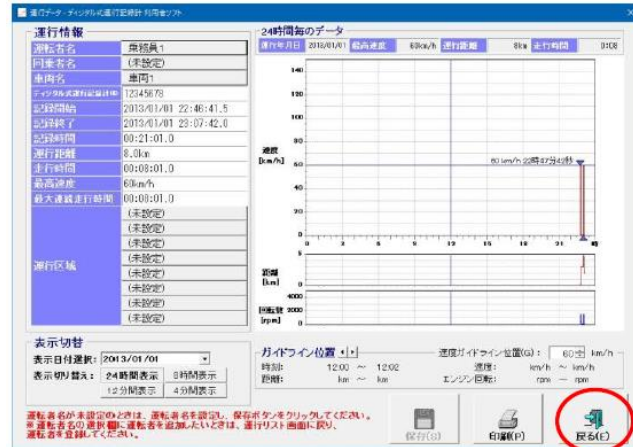 運行データ - ディジタル式運行記録計 利用者ソフト
運行情報
運転者名 乗務員1
同乗者名 (未設定)
車両名 車両1
ディジタル式運行記録計ID 12345678
記録開始 2013/01/01 22:46:41.5
記録終了 2013/01/01 23:07:42.0
記録時間 00:21:01.0
運行距離 8.0km
走行時間 00:08:01.0
最高速度 60km/h
最大連続走行時間 00:08:01.0
運行区域
(未設定)
(未設定)
(未設定)
(未設定)
(未設定)
(未設定)
(未設定)
(未設定)
24時間毎のデータ
運行年月日 2013/01/01 最高速度 60km/h 運行距離 8km 走行時間 0:08
140
120
100
80
60
40
20
0
速度
[km/h]
60 km/h 22時47分42秒
0 3 6 9 12 15 18 21 時
距離
[km]
5
0
回転数
[rpm]
4000
2000
0
表示切替
表示日付選択: 2013/01/01
表示切り替え: 24時間表示 8時間表示
12分間表示 4分間表示
ガイドライン位置
時刻: 12:00 ～ 12:02
距離: km ～ km
速度ガイドライン位置(G): 60 km/h
速度: km/h ～ km/h
エンジン回転: rpm ～ rpm
運転者名が未設定のときは、運転者名を設定し、保存ボタンをクリックしてください。
※運転者名の選択欄に運転者を追加したいときは、運行リスト画面に戻り、
運転者を登録してください。
保存(S)
印刷(P)
戻る(E)